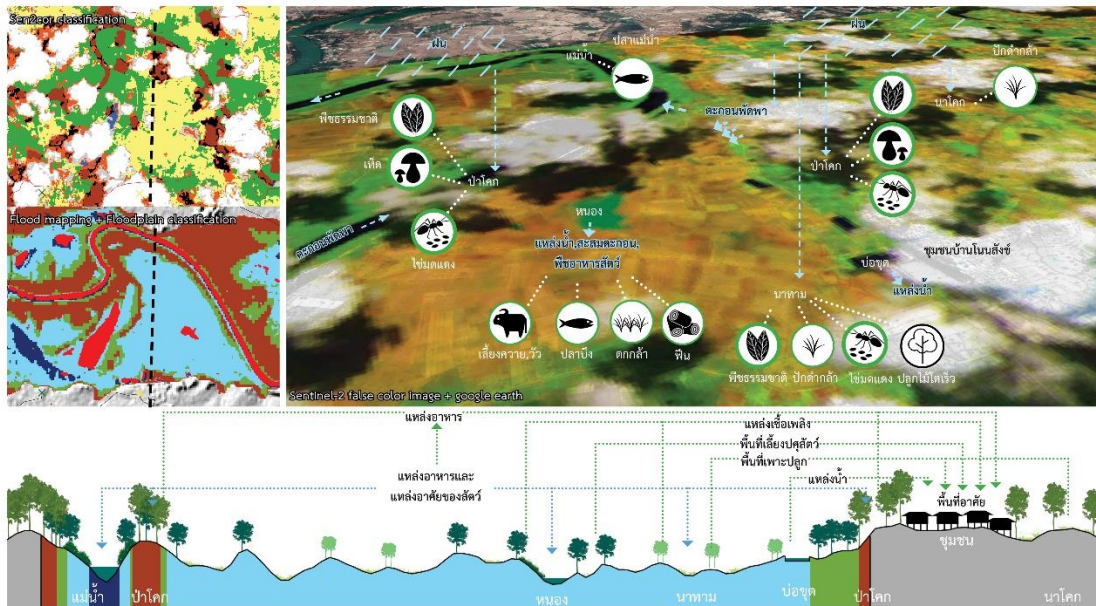 Sen2cor classification
Flood mapping + Floodplain classification
ฝน
แม่น้ำ
ปลาแม่น้ำ
ฝน
ปักดำกล้า
นาโคก
พืชธรรมชาติ
เห็ด
ป่าโคก
ไข่มดแดง
ตะกอนพัดพา
ตะกอนพัดพา
ป่าโคก
หนอง
แหล่งน้ำ,สะสมตะกอน,
พืชอาหารสัตว์
เลี้ยงควาย,วัว
ปลาบึง
ตกกล้า
ฟืน
ชุมชนบ้านโนนสังข์
บ่อขุด
แหล่งน้ำ
นาทาม
พืชธรรมชาติ
ปักดำกล้า
ไข่มดแดง
ปลูกไม้โตเร็ว
Sentinel-2 false color image + google earth
แหล่งอาหาร
แหล่งอาหารและ
แหล่งอาศัยของสัตว์
แหล่งเชื้อเพลิง
พื้นที่เลี้ยงปศุสัตว์
พื้นที่เพาะปลูก
แหล่งน้ำ
พื้นที่อาศัย
ชุมชน
แม่น้ำ
ป่าโคก
หนอง
นาทาม
บ่อขุด
ป่าโคก
นาโคก